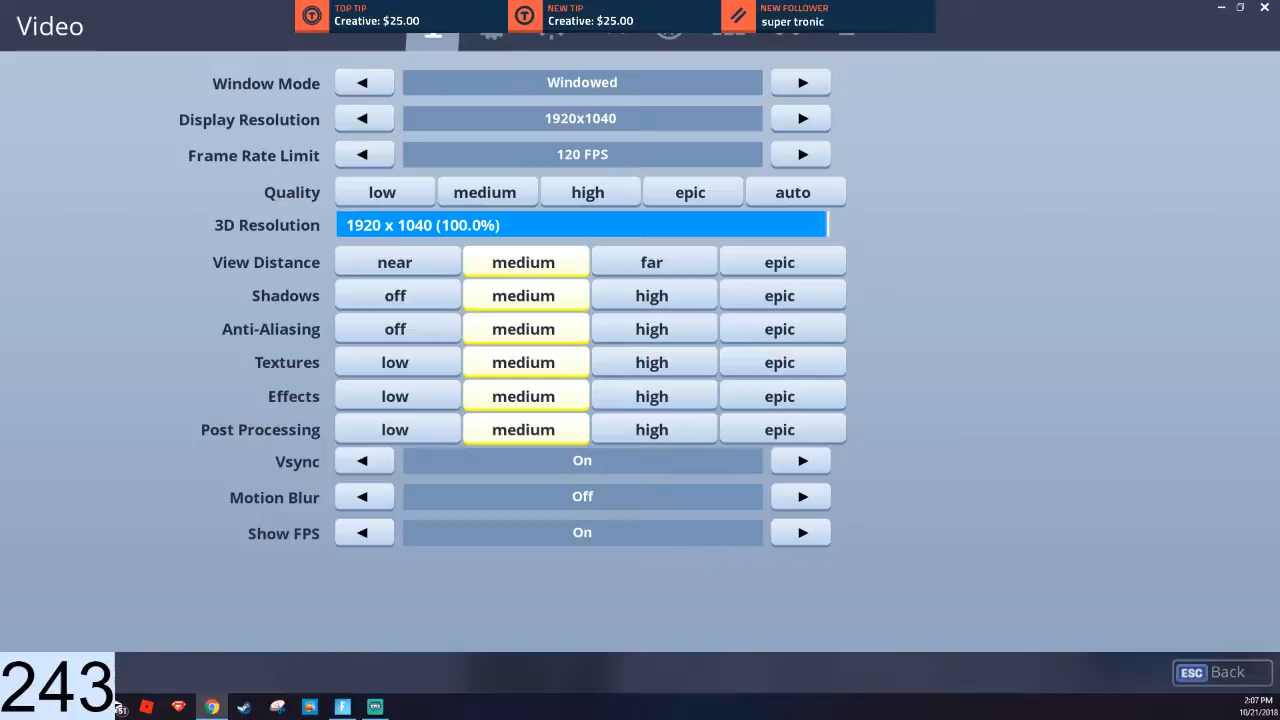 TOP TIP
Creative: $25.00
NEW TIP
Creative: $25.00
NEW FOLLOWER
super tronic
Video
Window Mode ◀ Windowed ▶
Display Resolution ◀ 1920x1040 ▶
Frame Rate Limit ◀ 120 FPS ▶
Quality low medium high epic auto
3D Resolution 1920 x 1040 (100.0%)
View Distance near medium far epic
Shadows off medium high epic
Anti-Aliasing off medium high epic
Textures low medium high epic
Effects low medium high epic
Post Processing low medium high epic
Vsync ◀ On ▶
Motion Blur ◀ Off ▶
Show FPS ◀ On ▶
ESC Back
243
51
2:07 PM
10/21/2018